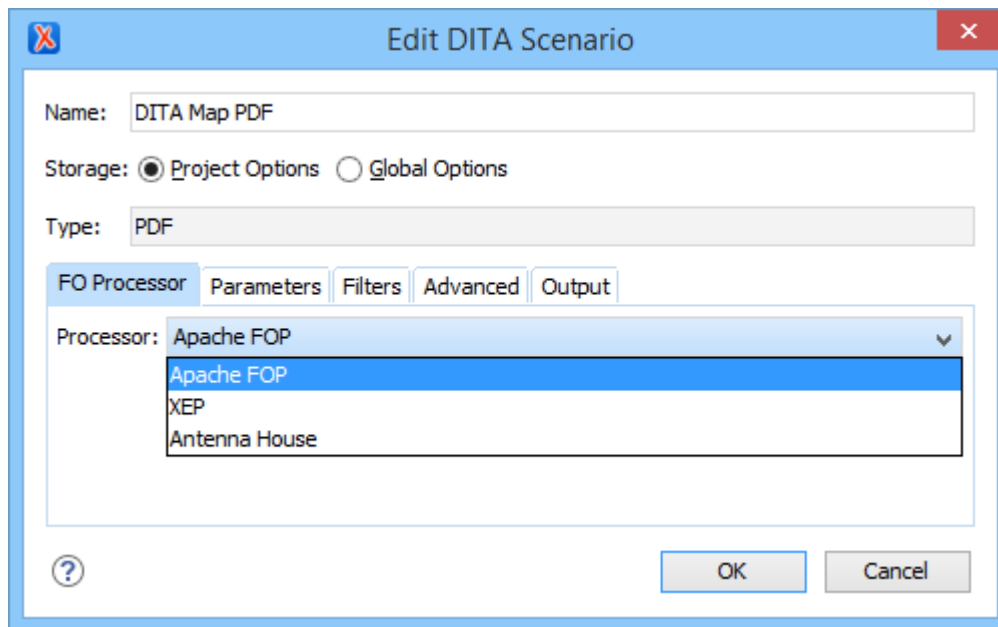 Edit DITA Scenario
Name: DITA Map PDF
Storage: Project Options Global Options
Type: PDF
FO Processor Parameters Filters Advanced Output
Processor: Apache FOP
Apache FOP
XEP
Antenna House
? OK Cancel